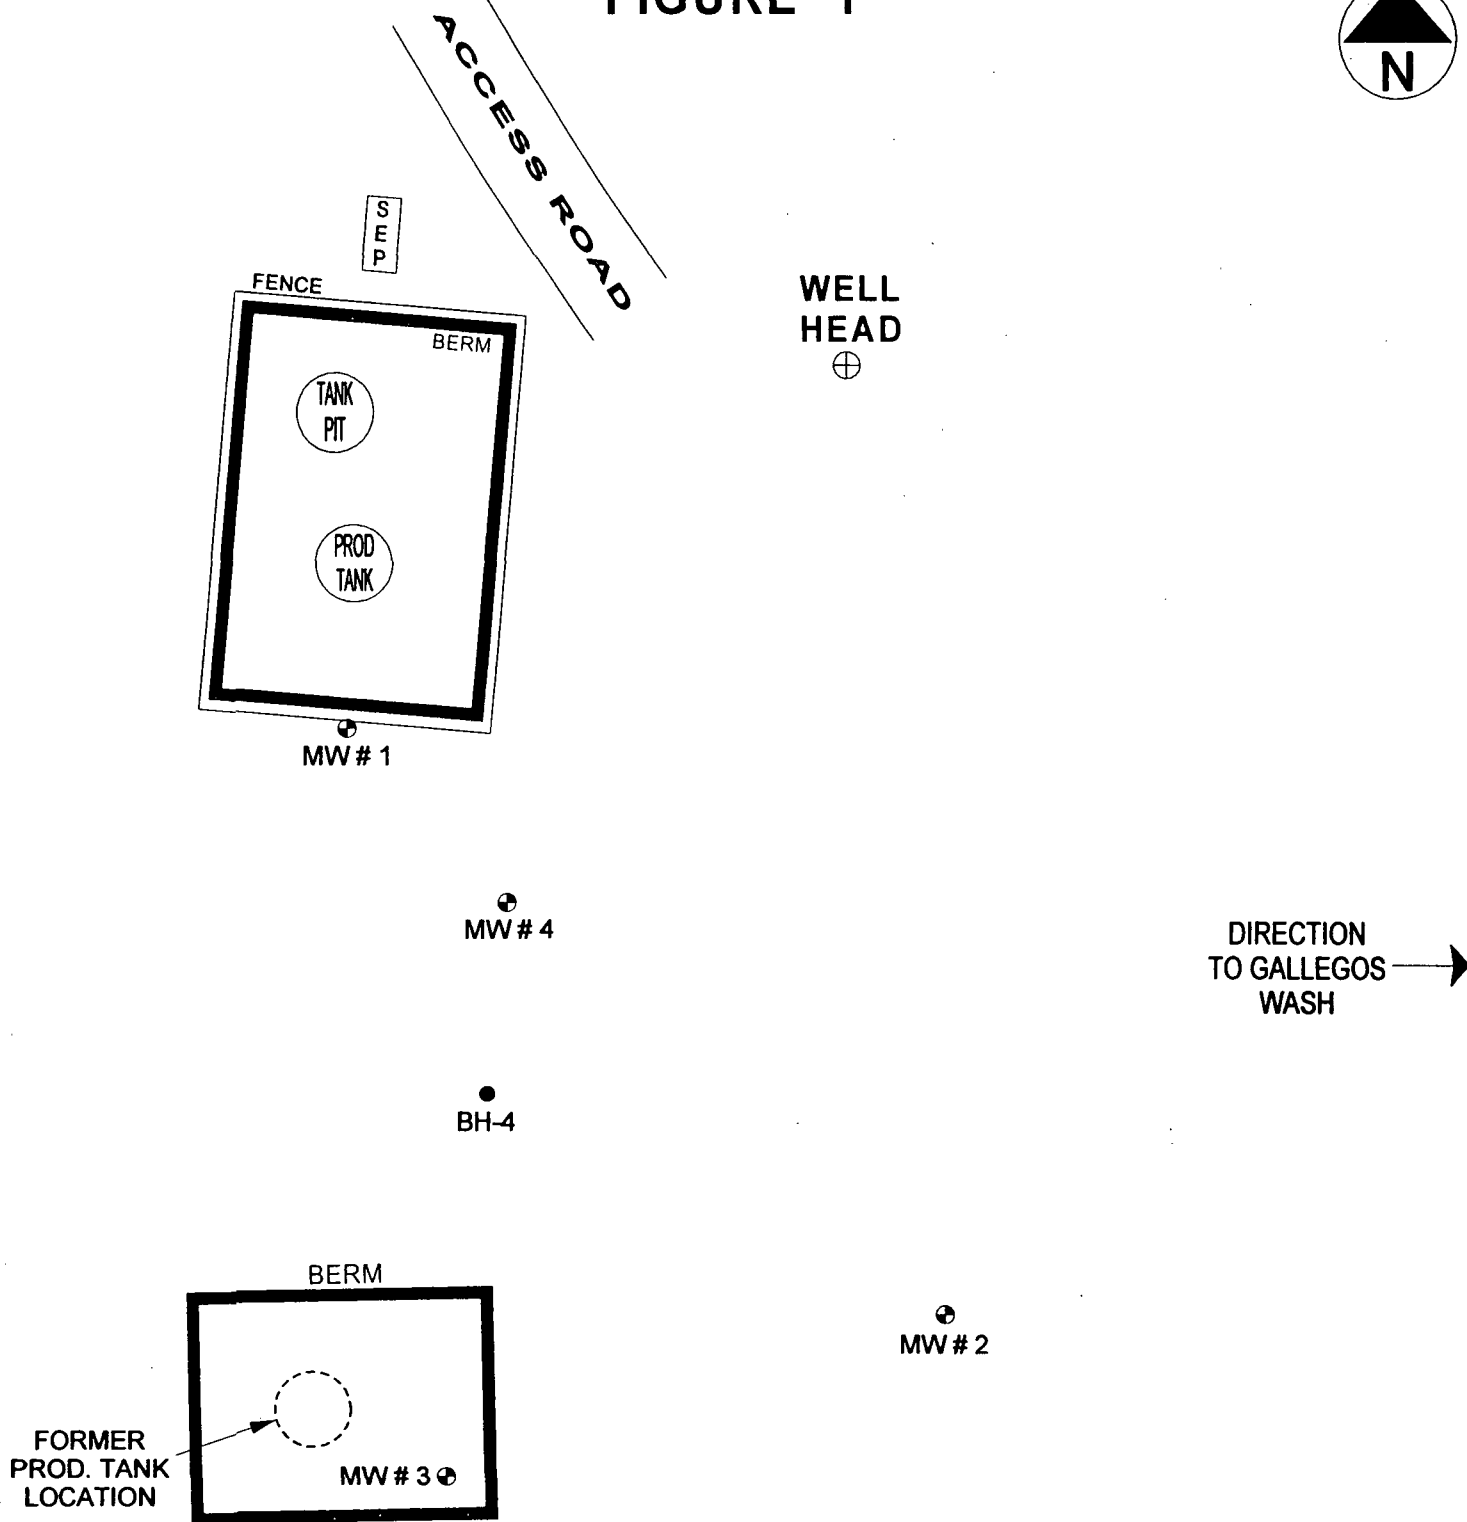 FIGURE 1
N
ACCESS ROAD
S
E
P
FENCE
WELL
HEAD
BERM
TANK
PIT
PROD
TANK
MW # 1
MW # 4
DIRECTION
TO GALLEGOS
WASH
BH-4
BERM
MW # 2
FORMER
PROD. TANK
LOCATION
MW # 3